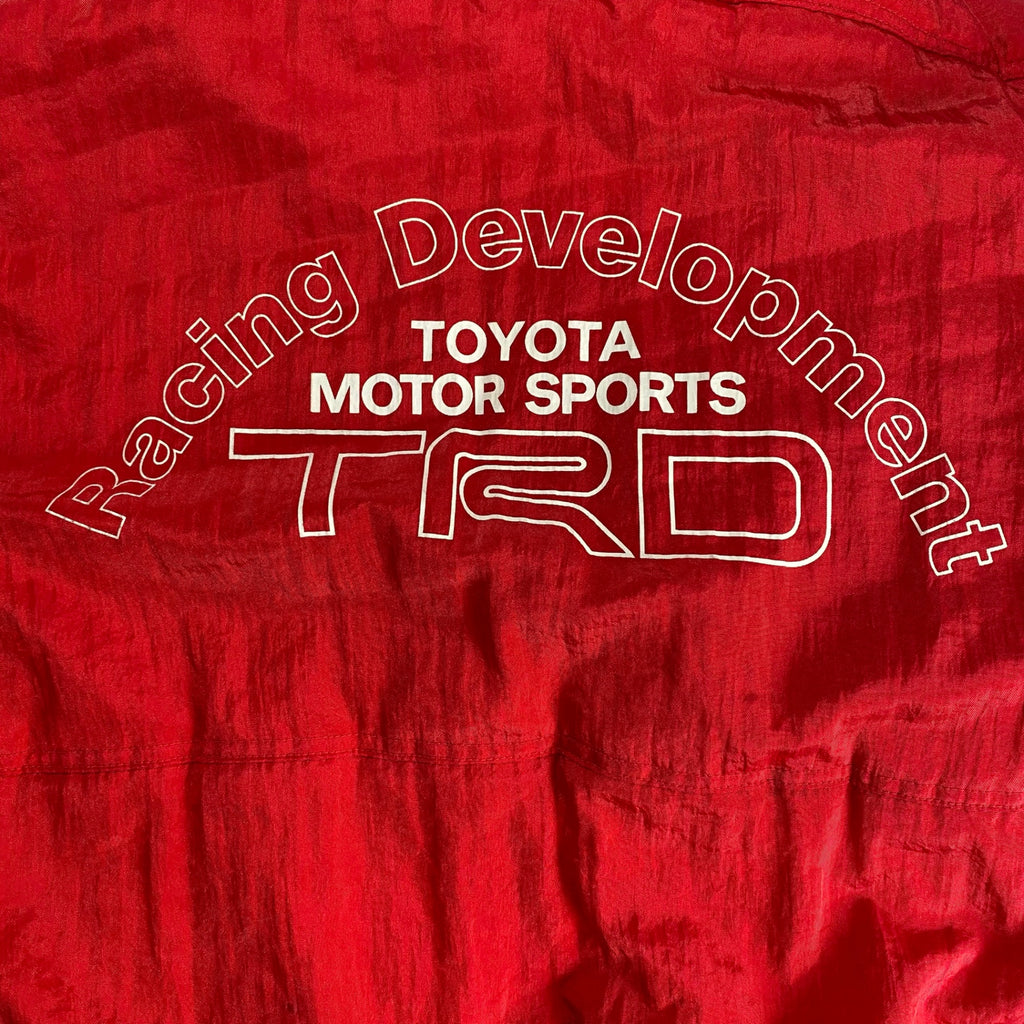 Racing Development
TOYOTA
MOTOR SPORTS
TRD